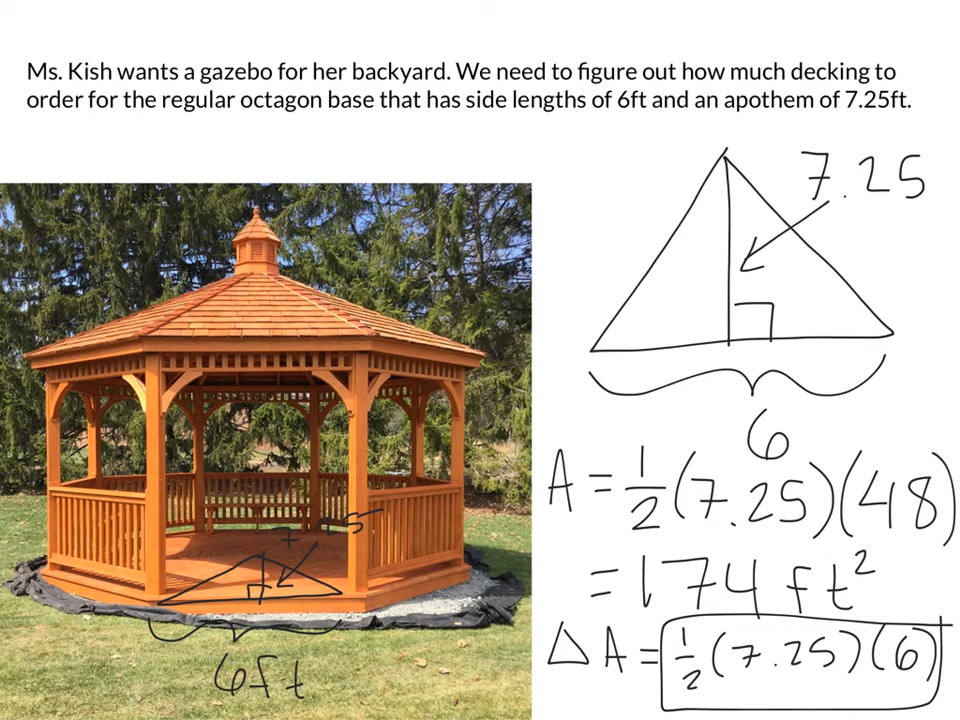 Ms. Kish wants a gazebo for her backyard. We need to figure out how much decking to
order for the regular octagon base that has side lengths of 6ft and an apothem of 7.25ft.
7.25
6
A = 1/2 (7.25)(48)
= 174 ft²
△ A = 1/2 (7.25)(6)
7.25
6ft